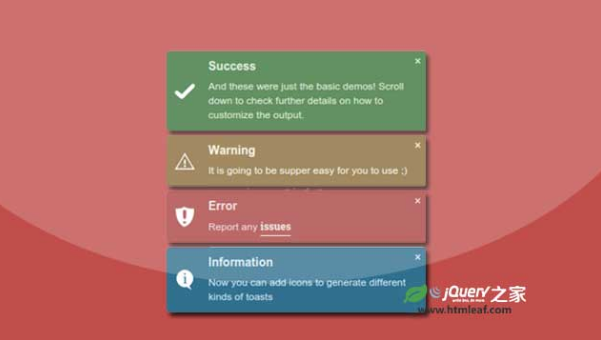 Success
×
And these were just the basic demos! Scroll
down to check further details on how to
customize the output.
Warning
×
It is going to be supper easy for you to use ;)
Error
×
Report any issues
Information
×
Now you can add icons to generate different
kinds of toasts
jQuery之家
www.htmleaf.com